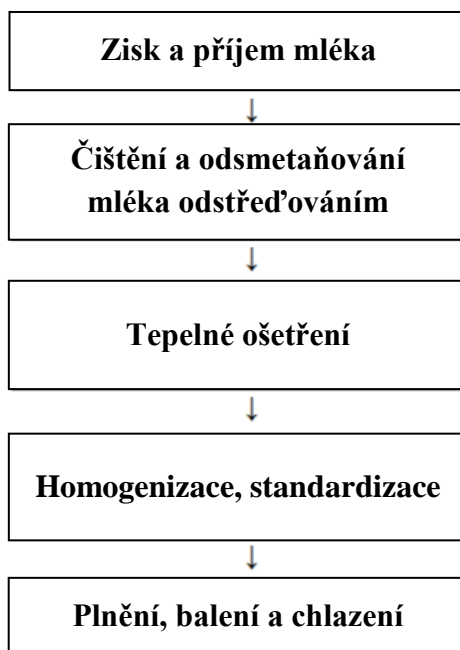 Zisk a příjem mléka
↓
Čištění a odsmetaňování
mléka odstřeďováním
↓
Tepelné ošetření
↓
Homogenizace, standardizace
↓
Plnění, balení a chlazení